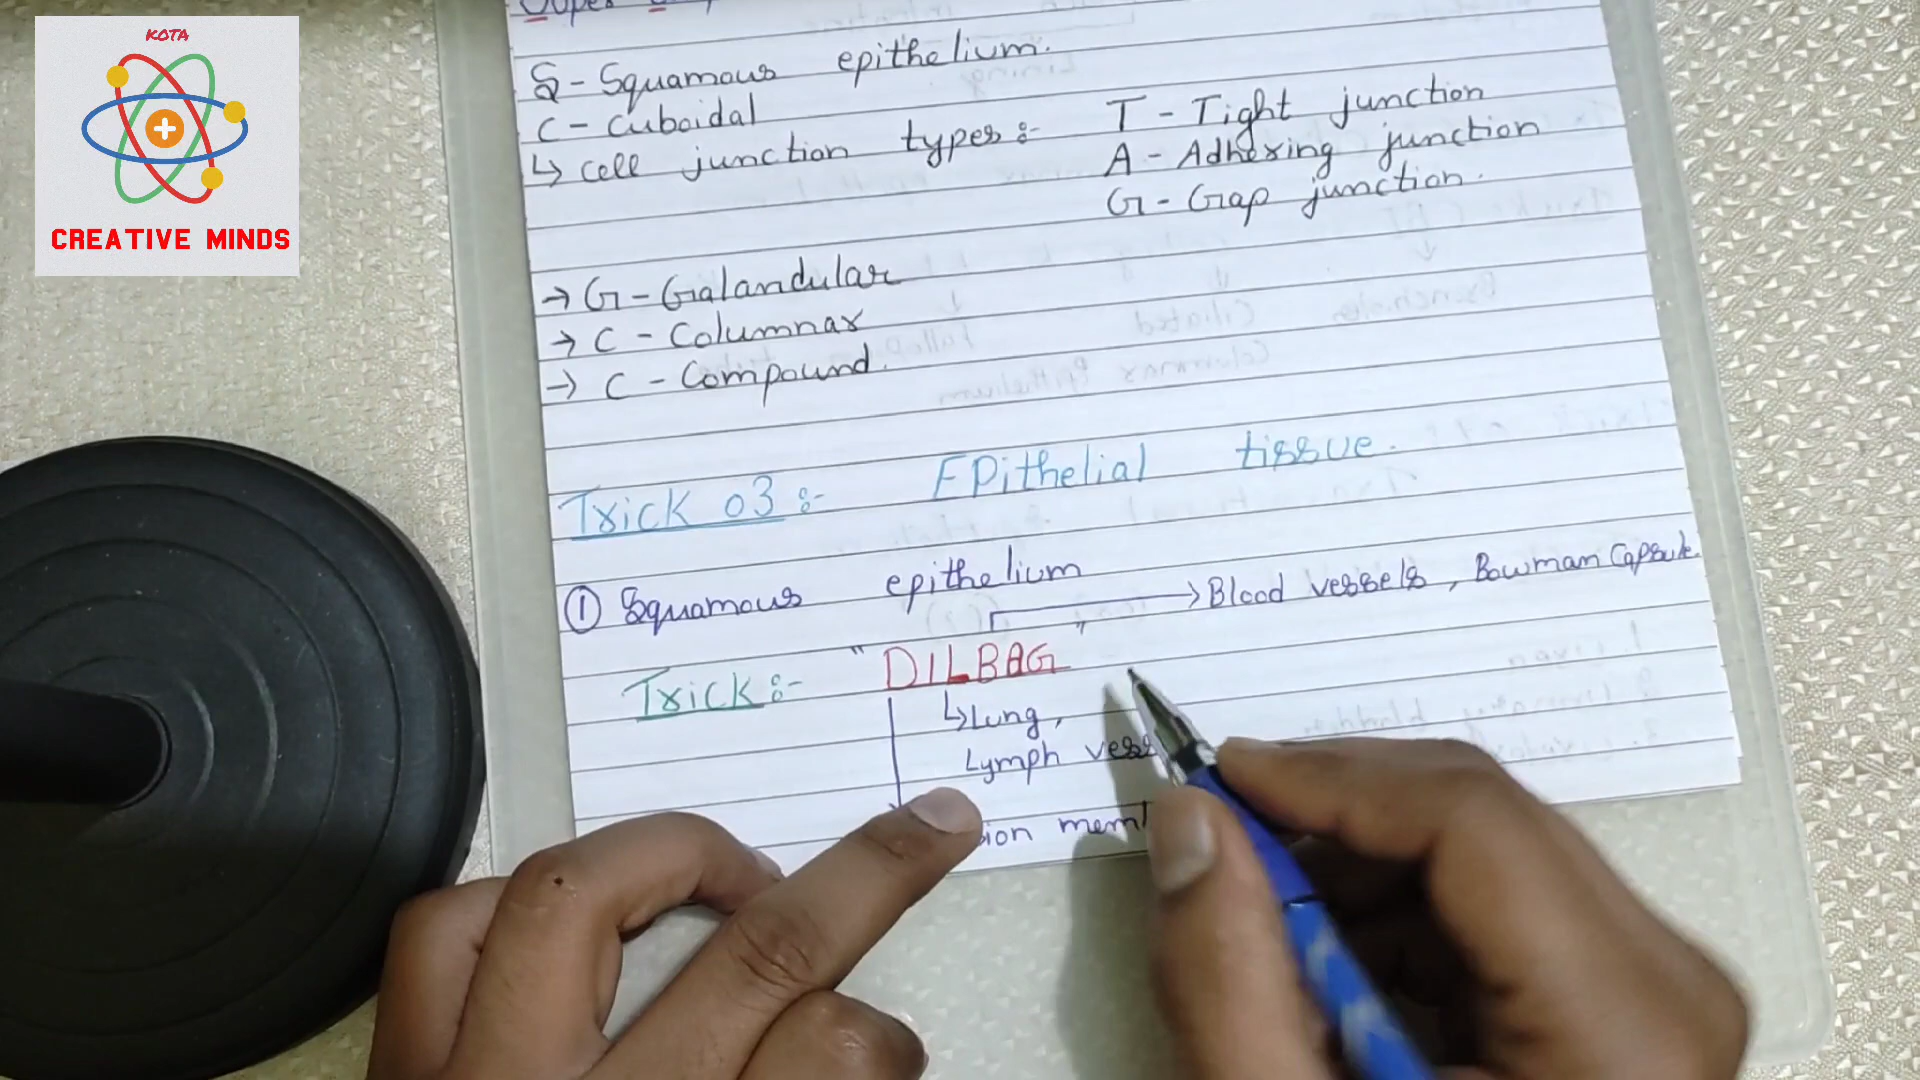 KOTA
CREATIVE MINDS
S - Squamous epithelium.
C - Cuboidal
↳ Cell junction types :-
T - Tight junction
A - Adhering junction
G - Gap junction.
→ G - Galandular
→ C - Columnar
→ C - Compound.
Trick 03 :- EPithelial tissue.
① Squamous epithelium
→ Blood vessels, Bowman Capsule.
Trick :- "DILBAG"
↳ Lung,
Lymph